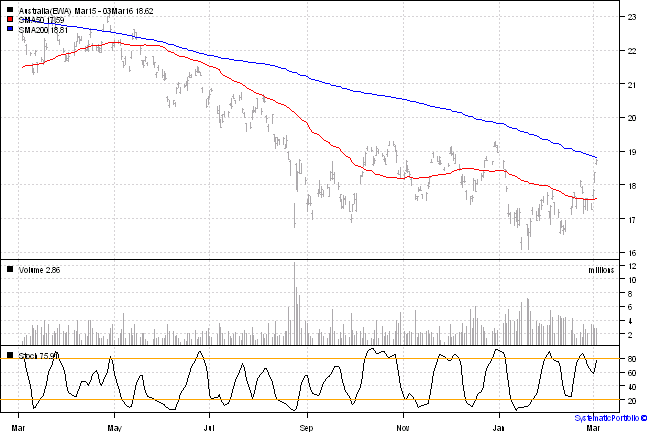 Australia(EWA) Mar15 - 03Mar16 18.62
SMA50 17.59
SMA200 18.81
23
22
21
20
19
18
17
16
Volume 2.86
millions
12
10
8
6
4
2
Stoch 75.91
80
60
40
20
SystematicPortfolio ©
Mar May Jul Sep Nov Jan Mar